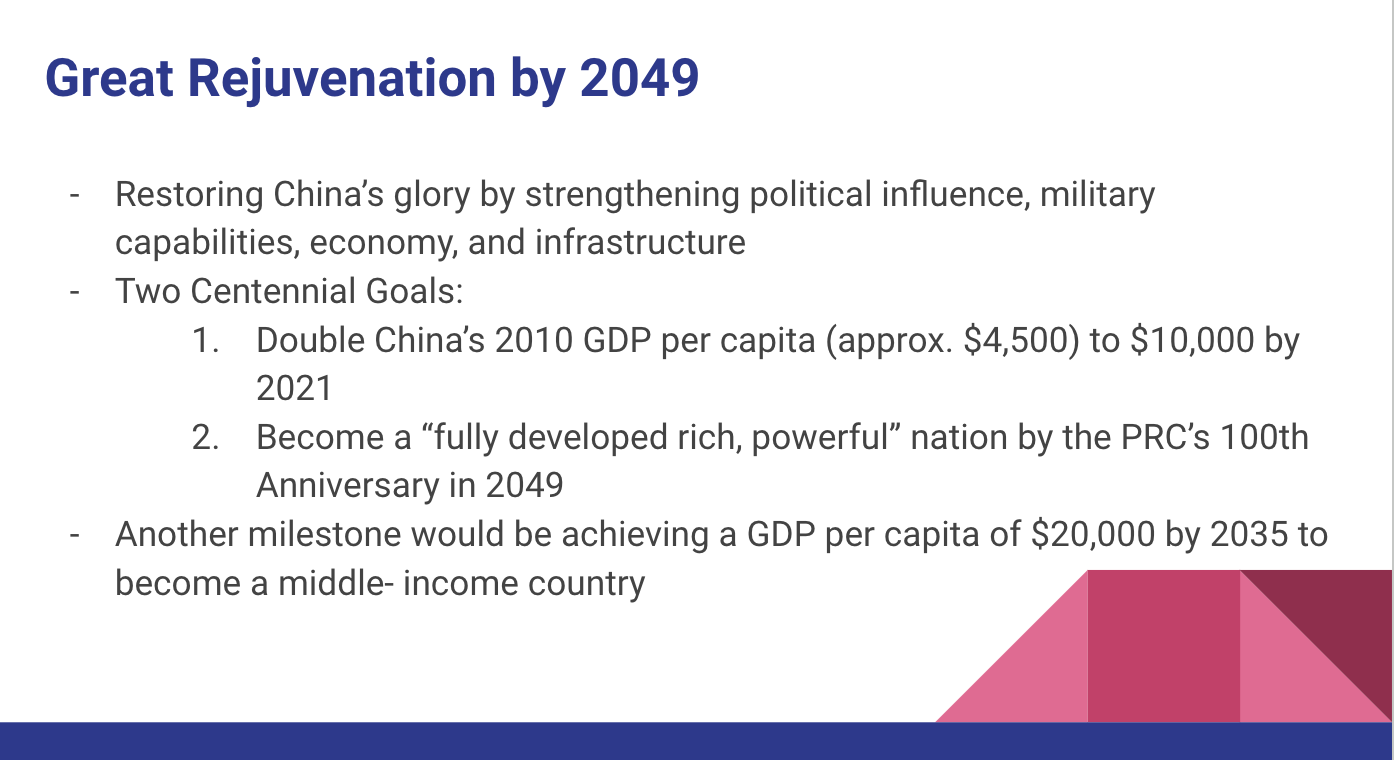 Great Rejuvenation by 2049
- Restoring China’s glory by strengthening political influence, military
capabilities, economy, and infrastructure
- Two Centennial Goals:
1. Double China’s 2010 GDP per capita (approx. $4,500) to $10,000 by
2021
2. Become a “fully developed rich, powerful” nation by the PRC’s 100th
Anniversary in 2049
- Another milestone would be achieving a GDP per capita of $20,000 by 2035 to
become a middle- income country